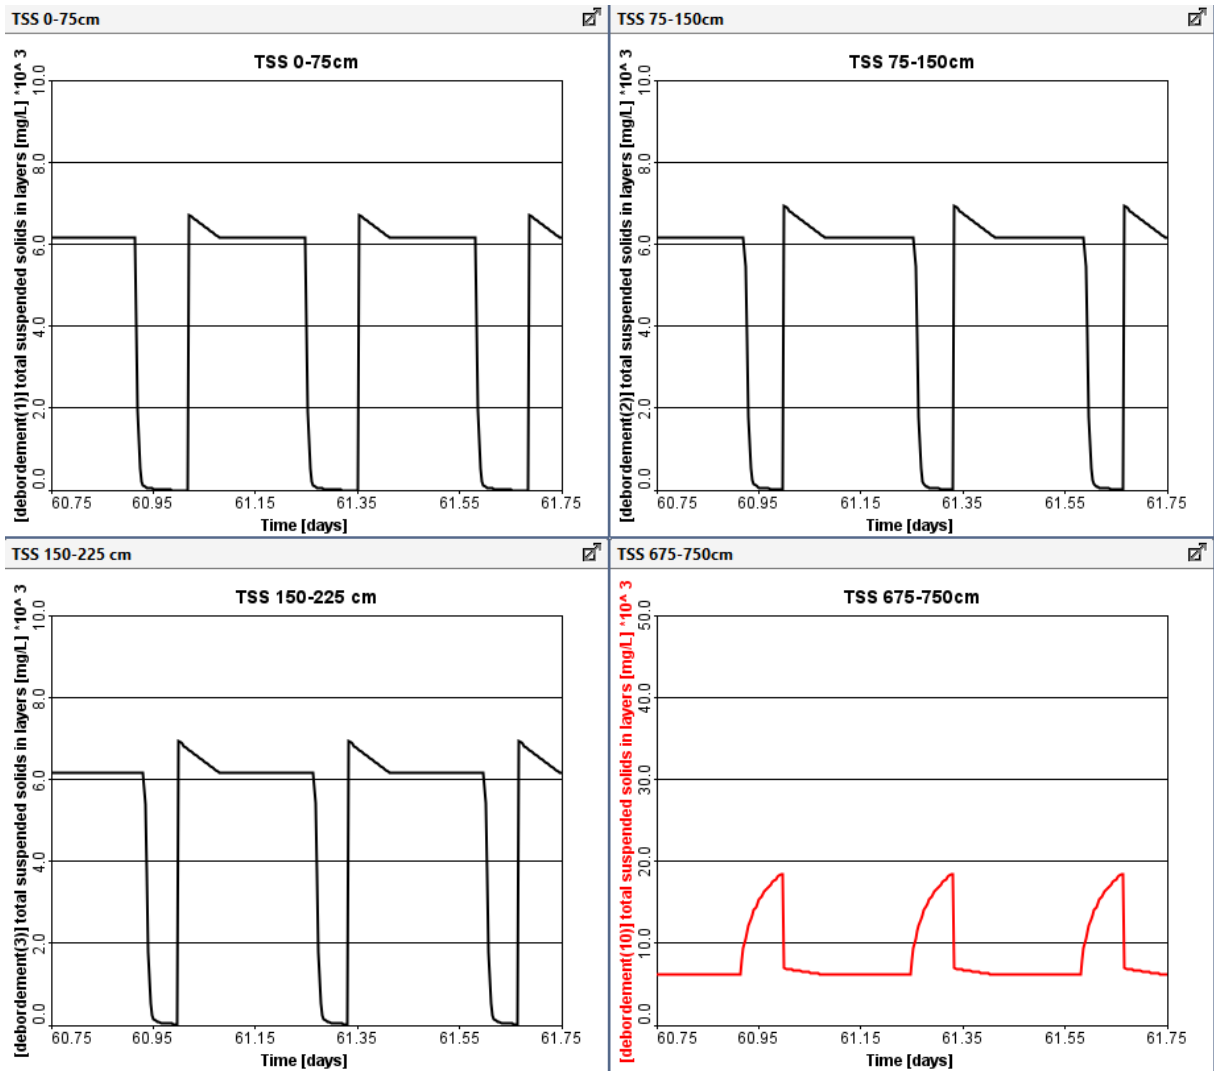 TSS 0-75cm
TSS 0-75cm
[debordement(1)] total suspended solids in layers [mg/L] *10^ 3
10.0
8.0
6.0
4.0
2.0
0.0
60.75 60.95 61.15 61.35 61.55 61.75
Time [days]
TSS 75-150cm
TSS 75-150cm
[debordement(2)] total suspended solids in layers [mg/L] *10^ 3
10.0
8.0
6.0
4.0
2.0
0.0
60.75 60.95 61.15 61.35 61.55 61.75
Time [days]
TSS 150-225 cm
TSS 150-225 cm
[debordement(3)] total suspended solids in layers [mg/L] *10^ 3
10.0
8.0
6.0
4.0
2.0
0.0
60.75 60.95 61.15 61.35 61.55 61.75
Time [days]
TSS 675-750cm
TSS 675-750cm
[debordement(10)] total suspended solids in layers [mg/L] *10^ 3
50.0
40.0
30.0
20.0
10.0
0.0
60.75 60.95 61.15 61.35 61.55 61.75
Time [days]